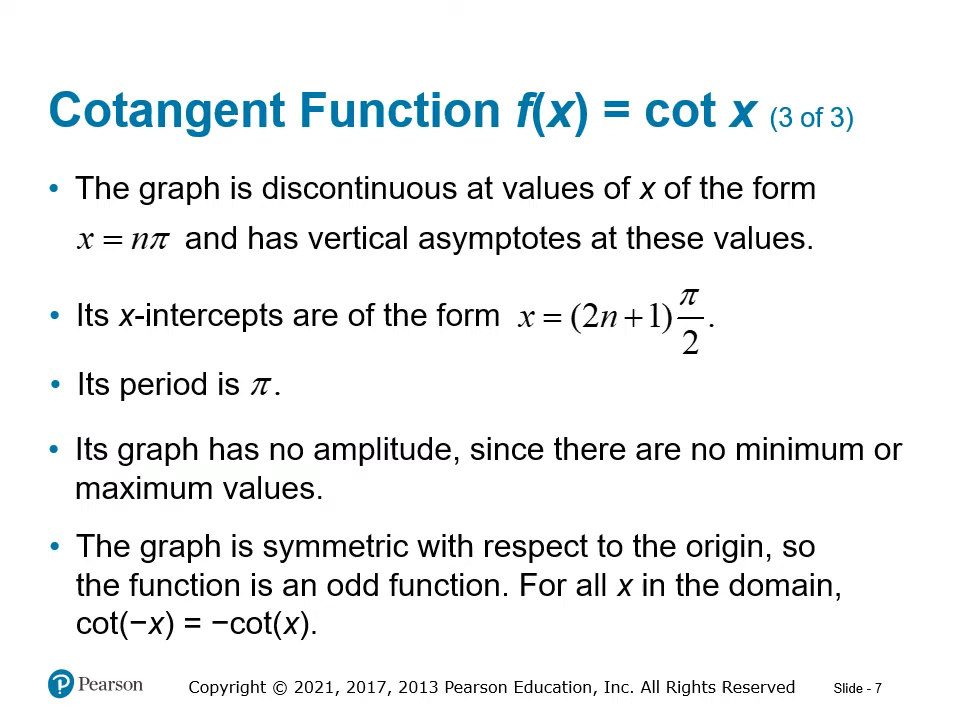 Cotangent Function f(x) = cot x (3 of 3)
• The graph is discontinuous at values of x of the form
x = nπ and has vertical asymptotes at these values.
• Its x-intercepts are of the form x = (2n + 1) π/2.
• Its period is π.
• Its graph has no amplitude, since there are no minimum or
maximum values.
• The graph is symmetric with respect to the origin, so
the function is an odd function. For all x in the domain,
cot(−x) = −cot(x).
P Pearson Copyright © 2021, 2017, 2013 Pearson Education, Inc. All Rights Reserved Slide - 7